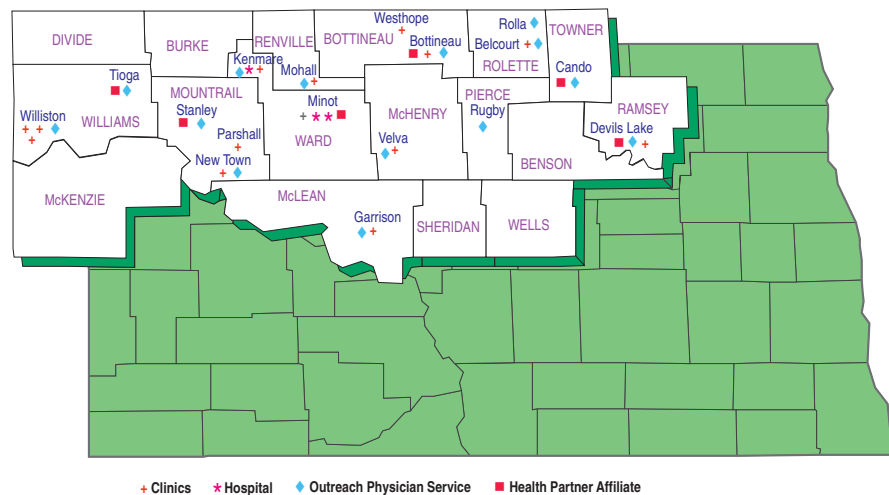 DIVIDE
BURKE
RENVILLE
BOTTINEAU
Westhope
Bottineau
Rolla
Belcourt
ROLETTE
TOWNER
Cando
Kenmare
Mohall
Tioga
WILLIAMS
Williston
MOUNTRAIL
Stanley
Parshall
New Town
Minot
WARD
McHENRY
Velva
PIERCE
Rugby
RAMSEY
Devils Lake
BENSON
McKENZIE
McLEAN
Garrison
SHERIDAN
WELLS
Clinics Hospital Outreach Physician Service Health Partner Affiliate